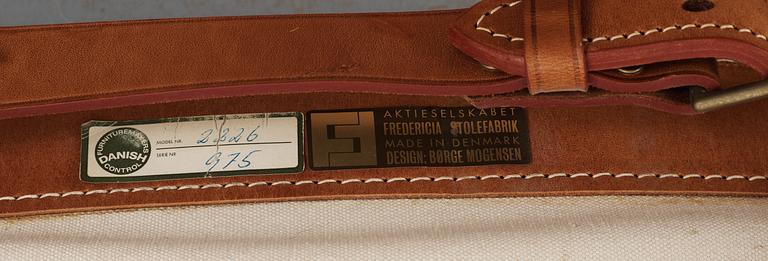 FURNITUREMAKERS
DANISH
CONTROL
MODEL NR. 2226
SERIE NR 975
AKTIESELSKABET
FREDERICIA STOLEFABRIK
MADE IN DENMARK
DESIGN: BØRGE MOGENSEN